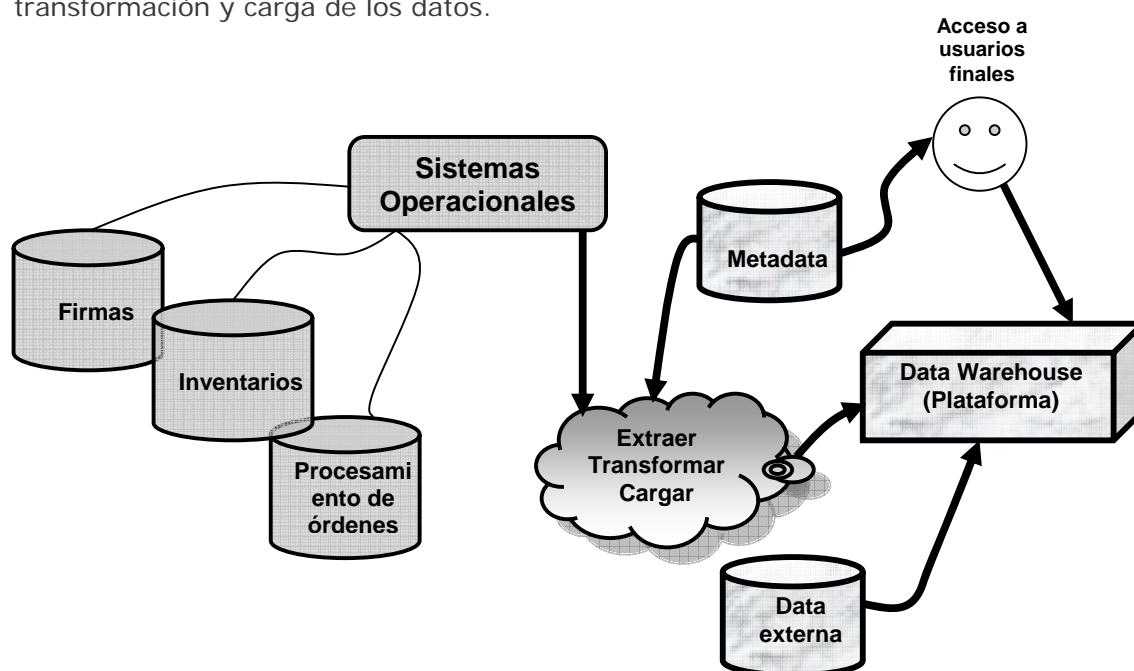 transformación y carga de los datos.
Acceso a
usuarios
finales
Sistemas
Operacionales
Metadata
Firmas
Inventarios
Data Warehouse
(Plataforma)
Extraer
Transformar
Cargar
Procesami
ento de
órdenes
Data
externa